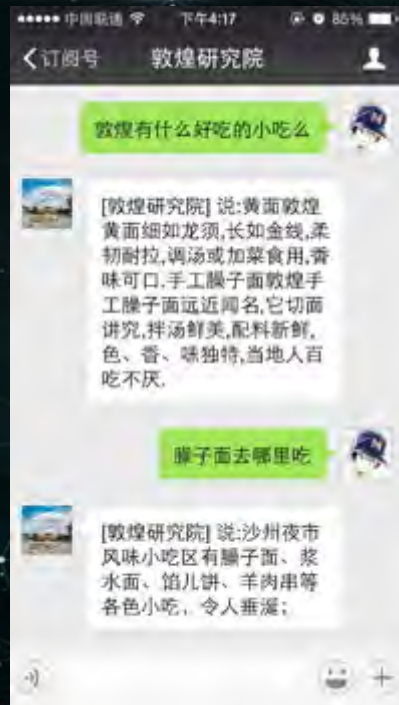 中国联通 下午4:17 86%
订阅号 敦煌研究院
敦煌有什么好吃的小吃么
[敦煌研究院] 说:黄面敦煌
黄面细如龙须,长如金线,柔
韧耐拉,调汤或加菜食用,香
味可口.手工臊子面敦煌手
工臊子面远近闻名,它切面
讲究,拌汤鲜美,配料新鲜,
色、香、味独特,当地人百
吃不厌.
臊子面去哪里吃
[敦煌研究院] 说:沙州夜市
风味小吃区有臊子面、浆
水面、馅儿饼、羊肉串等
各色小吃，令人垂涎；